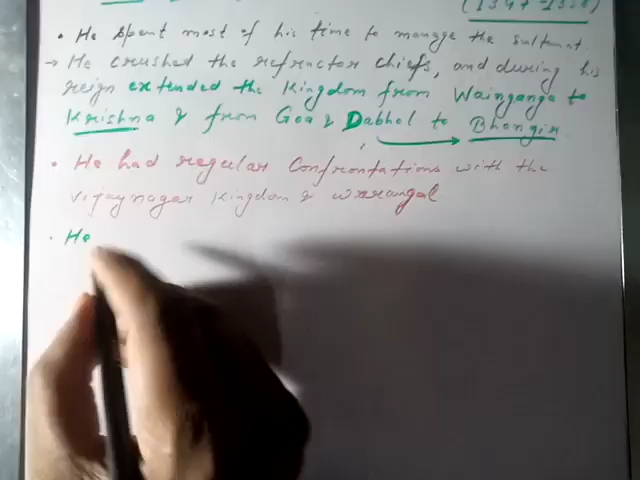 (1347-1358)
• He spent most of his time to manage the sultanat.
→ He crushed the refractor chiefs, and during his
reign extended the Kingdom from Wainganga to
Krishna & from Goa & Dabhol to Bhongir
• He had regular Confrontations with the
vijaynagar Kingdom & warangal
• He